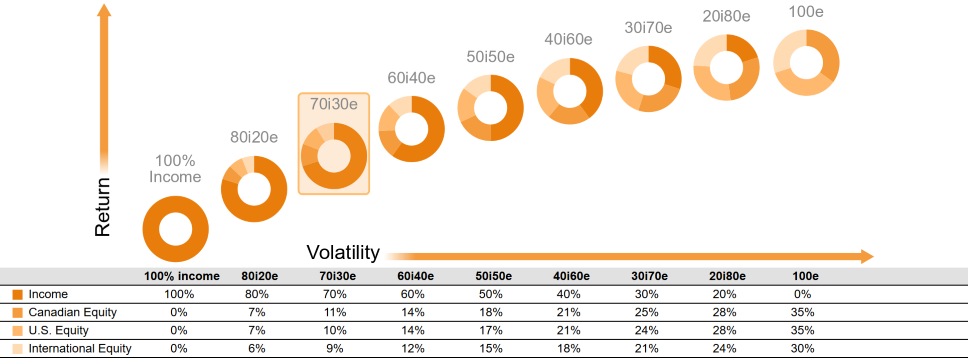 100e
20i80e
30i70e
40i60e
50i50e
60i40e
70i30e
80i20e
100%
Income
Return
Volatility
100% income 80i20e 70i30e 60i40e 50i50e 40i60e 30i70e 20i80e 100e
Income 100% 80% 70% 60% 50% 40% 30% 20% 0%
Canadian Equity 0% 7% 11% 14% 18% 21% 25% 28% 35%
U.S. Equity 0% 7% 10% 14% 17% 21% 24% 28% 35%
International Equity 0% 6% 9% 12% 15% 18% 21% 24% 30%